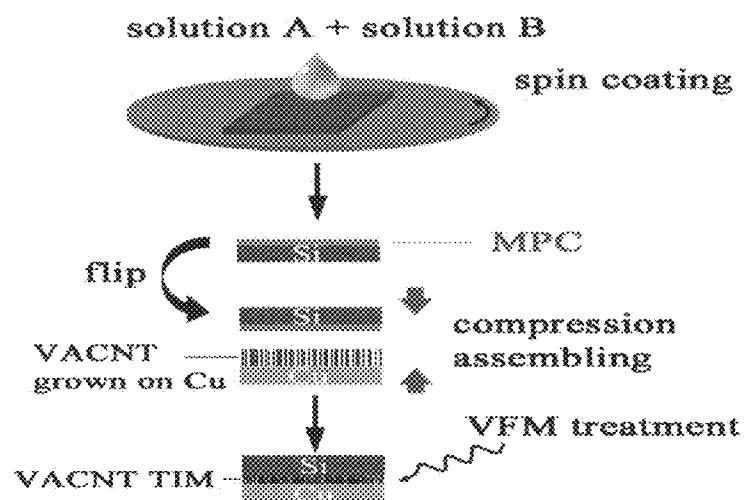 solution A + solution B
spin coating
Si
MPC
flip
Si
compression
assembling
VACNT
grown on Cu
VFM treatment
Si
VACNT TIM